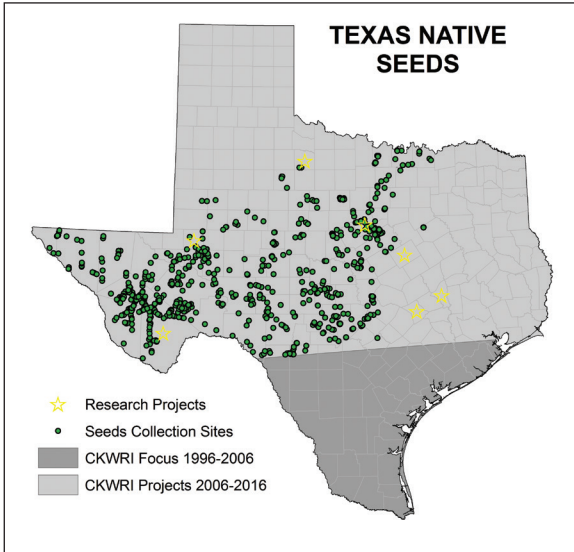 TEXAS NATIVE
SEEDS
Research Projects
Seeds Collection Sites
CKWRI Focus 1996-2006
CKWRI Projects 2006-2016